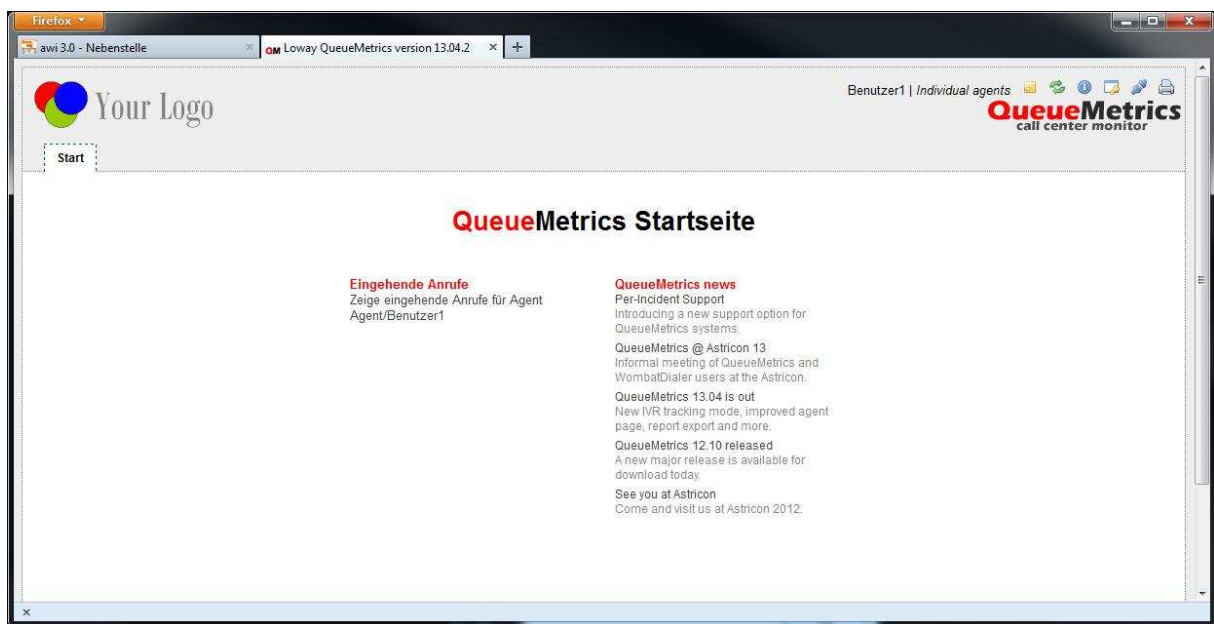 Firefox
awi 3.0 - Nebenstelle
QM Loway QueueMetrics version 13.04.2
Your Logo
Benutzer1 | Individual agents
QueueMetrics
call center monitor
Start
QueueMetrics Startseite
Eingehende Anrufe
Zeige eingehende Anrufe für Agent
Agent/Benutzer1
QueueMetrics news
Per-Incident Support
Introducing a new support option for
QueueMetrics systems.
QueueMetrics @ Astricon 13
Informal meeting of QueueMetrics and
WombatDialer users at the Astricon.
QueueMetrics 13.04 is out
New IVR tracking mode, improved agent
page, report export and more.
QueueMetrics 12.10 released
A new major release is available for
download today.
See you at Astricon
Come and visit us at Astricon 2012.